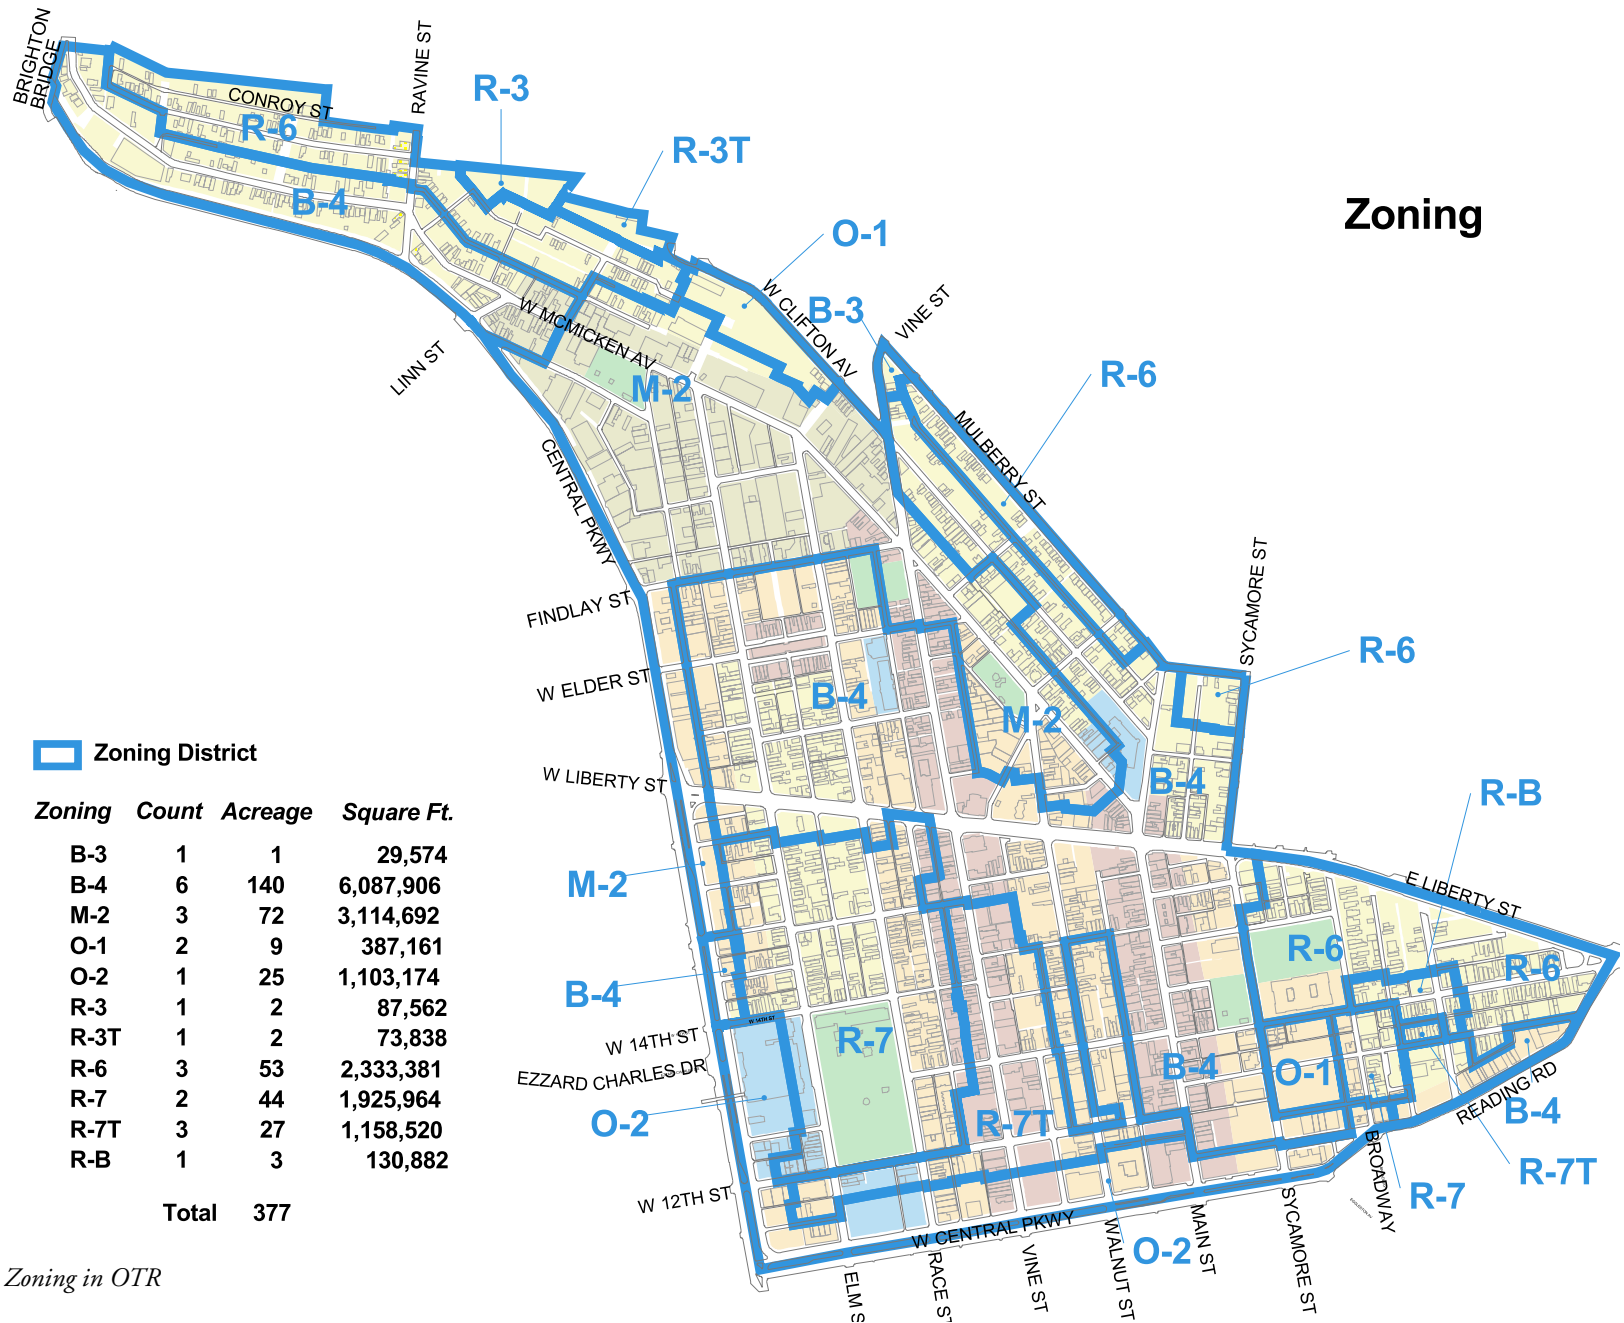 BRIGHTON
BRIDGE
CONROY ST
RAVINE ST
R-3
R-6
R-3T
B-4
O-1
W CLIFTON AV
B-3
VINE ST
W MCMICKEN AV
LINN ST
M-2
R-6
MULBERRY ST
CENTRAL PKWY
Zoning
FINDLAY ST
SYCAMORE ST
R-6
W ELDER ST
B-4
M-2
W LIBERTY ST
B-4
R-B
Zoning District
Zoning Count Acreage Square Ft.
B-3 1 1 29,574
B-4 6 140 6,087,906
M-2 3 72 3,114,692
O-1 2 9 387,161
O-2 1 25 1,103,174
R-3 1 2 87,562
R-3T 1 2 73,838
R-6 3 53 2,333,381
R-7 2 44 1,925,964
R-7T 3 27 1,158,520
R-B 1 3 130,882
Total 377
Zoning in OTR
M-2
E LIBERTY ST
R-6
R-6
B-4
W 14TH ST
W 14TH ST
R-7
EZZARD CHARLES DR
B-4
O-1
READING RD
B-4
O-2
R-7T
BROADWAY
R-7T
R-7
W 12TH ST
W CENTRAL PKWY
O-2
ELM S
RACE ST
VINE ST
WALNUT ST
MAIN ST
SYCAMORE ST